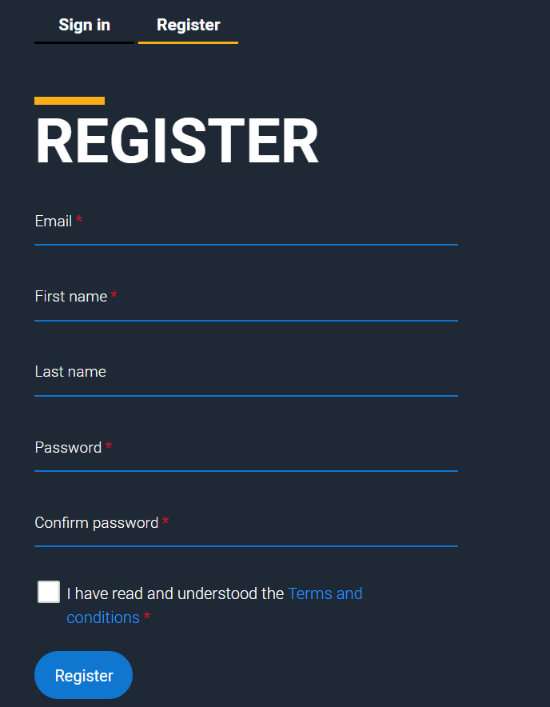 Sign in Register
REGISTER
Email *
First name *
Last name
Password *
Confirm password *
I have read and understood the Terms and
conditions *
Register